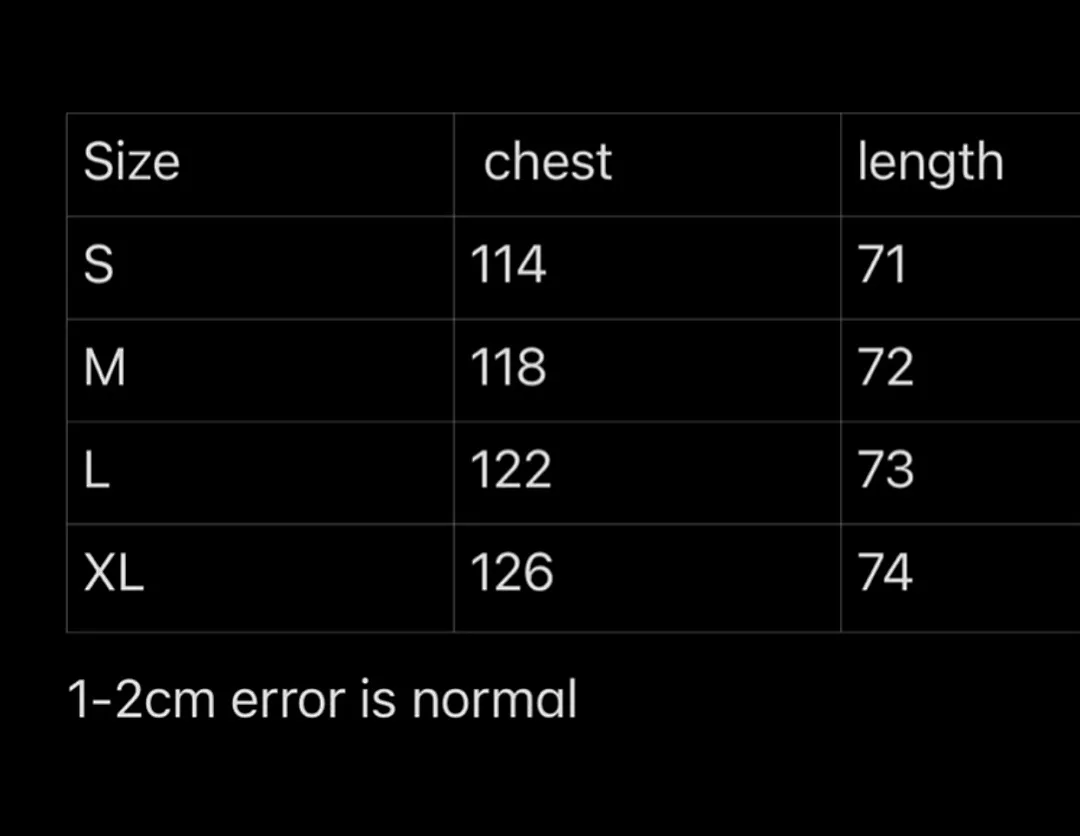 Size chest length
S 114 71
M 118 72
L 122 73
XL 126 74
1-2cm error is normal